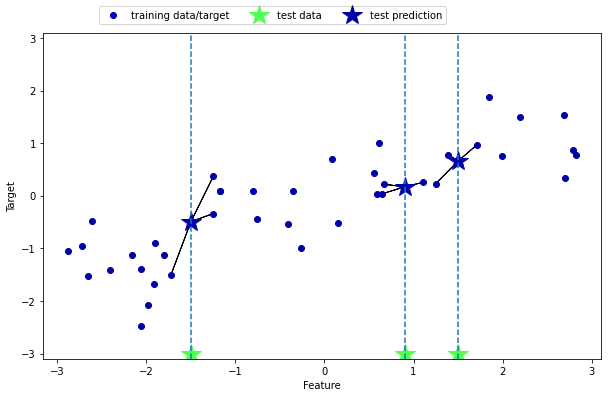 training data/target test data test prediction
3
2
1
0
−1
−2
−3
Target
−3 −2 −1 0 1 2 3
Feature